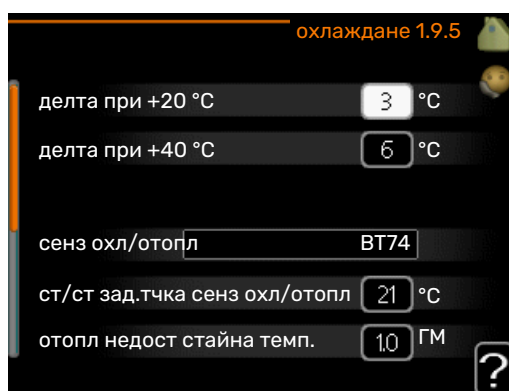 охлаждане 1.9.5
делта при +20 °C 3 °C
делта при +40 °C 6 °C
сенз охл/отопл BT74
ст/ст зад.тчка сенз охл/отопл 21 °C
отопл недост стайна темп. 1.0 ГМ
?